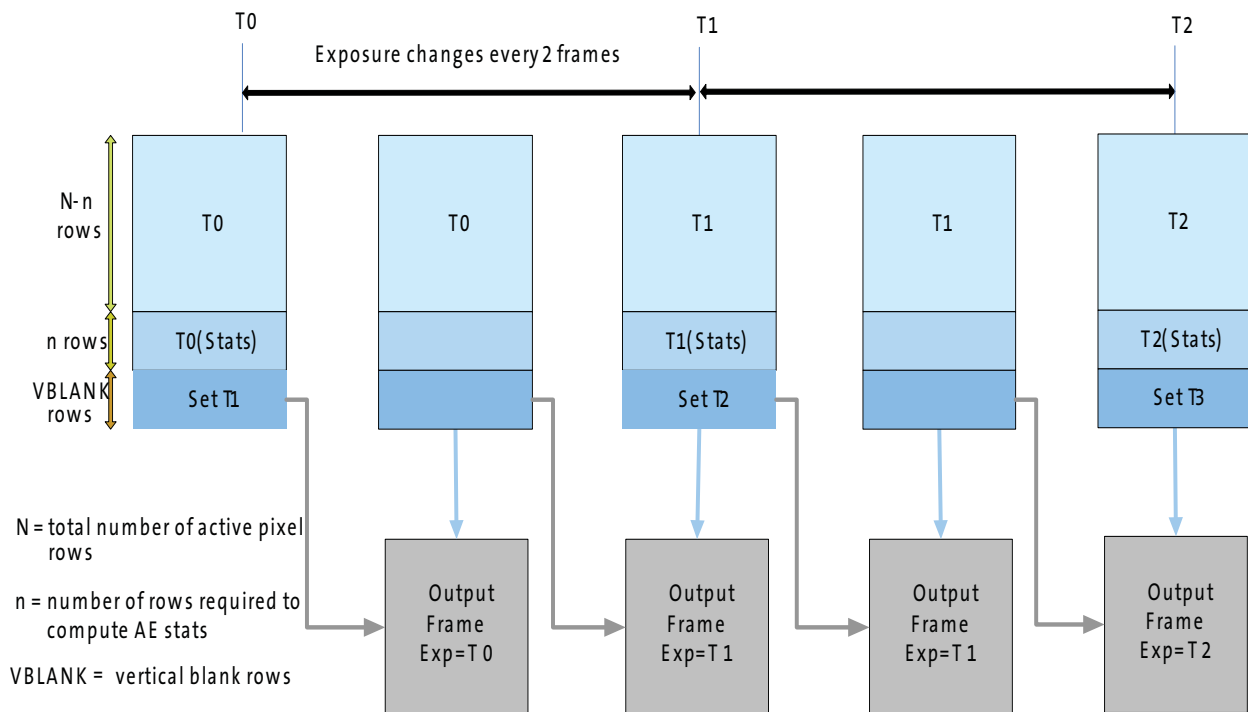 T0
T1
T2
Exposure changes every 2 frames
N-n
rows
T0
T0
T1
T1
T2
n rows
T0(Stats)
T1(Stats)
T2(Stats)
VBLANK
rows
Set T1
Set T2
Set T3
N = total number of active pixel
rows
n = number of rows required to
compute AE stats
VBLANK = vertical blank rows
Output
Frame
Exp=T0
Output
Frame
Exp=T1
Output
Frame
Exp=T1
Output
Frame
Exp=T2